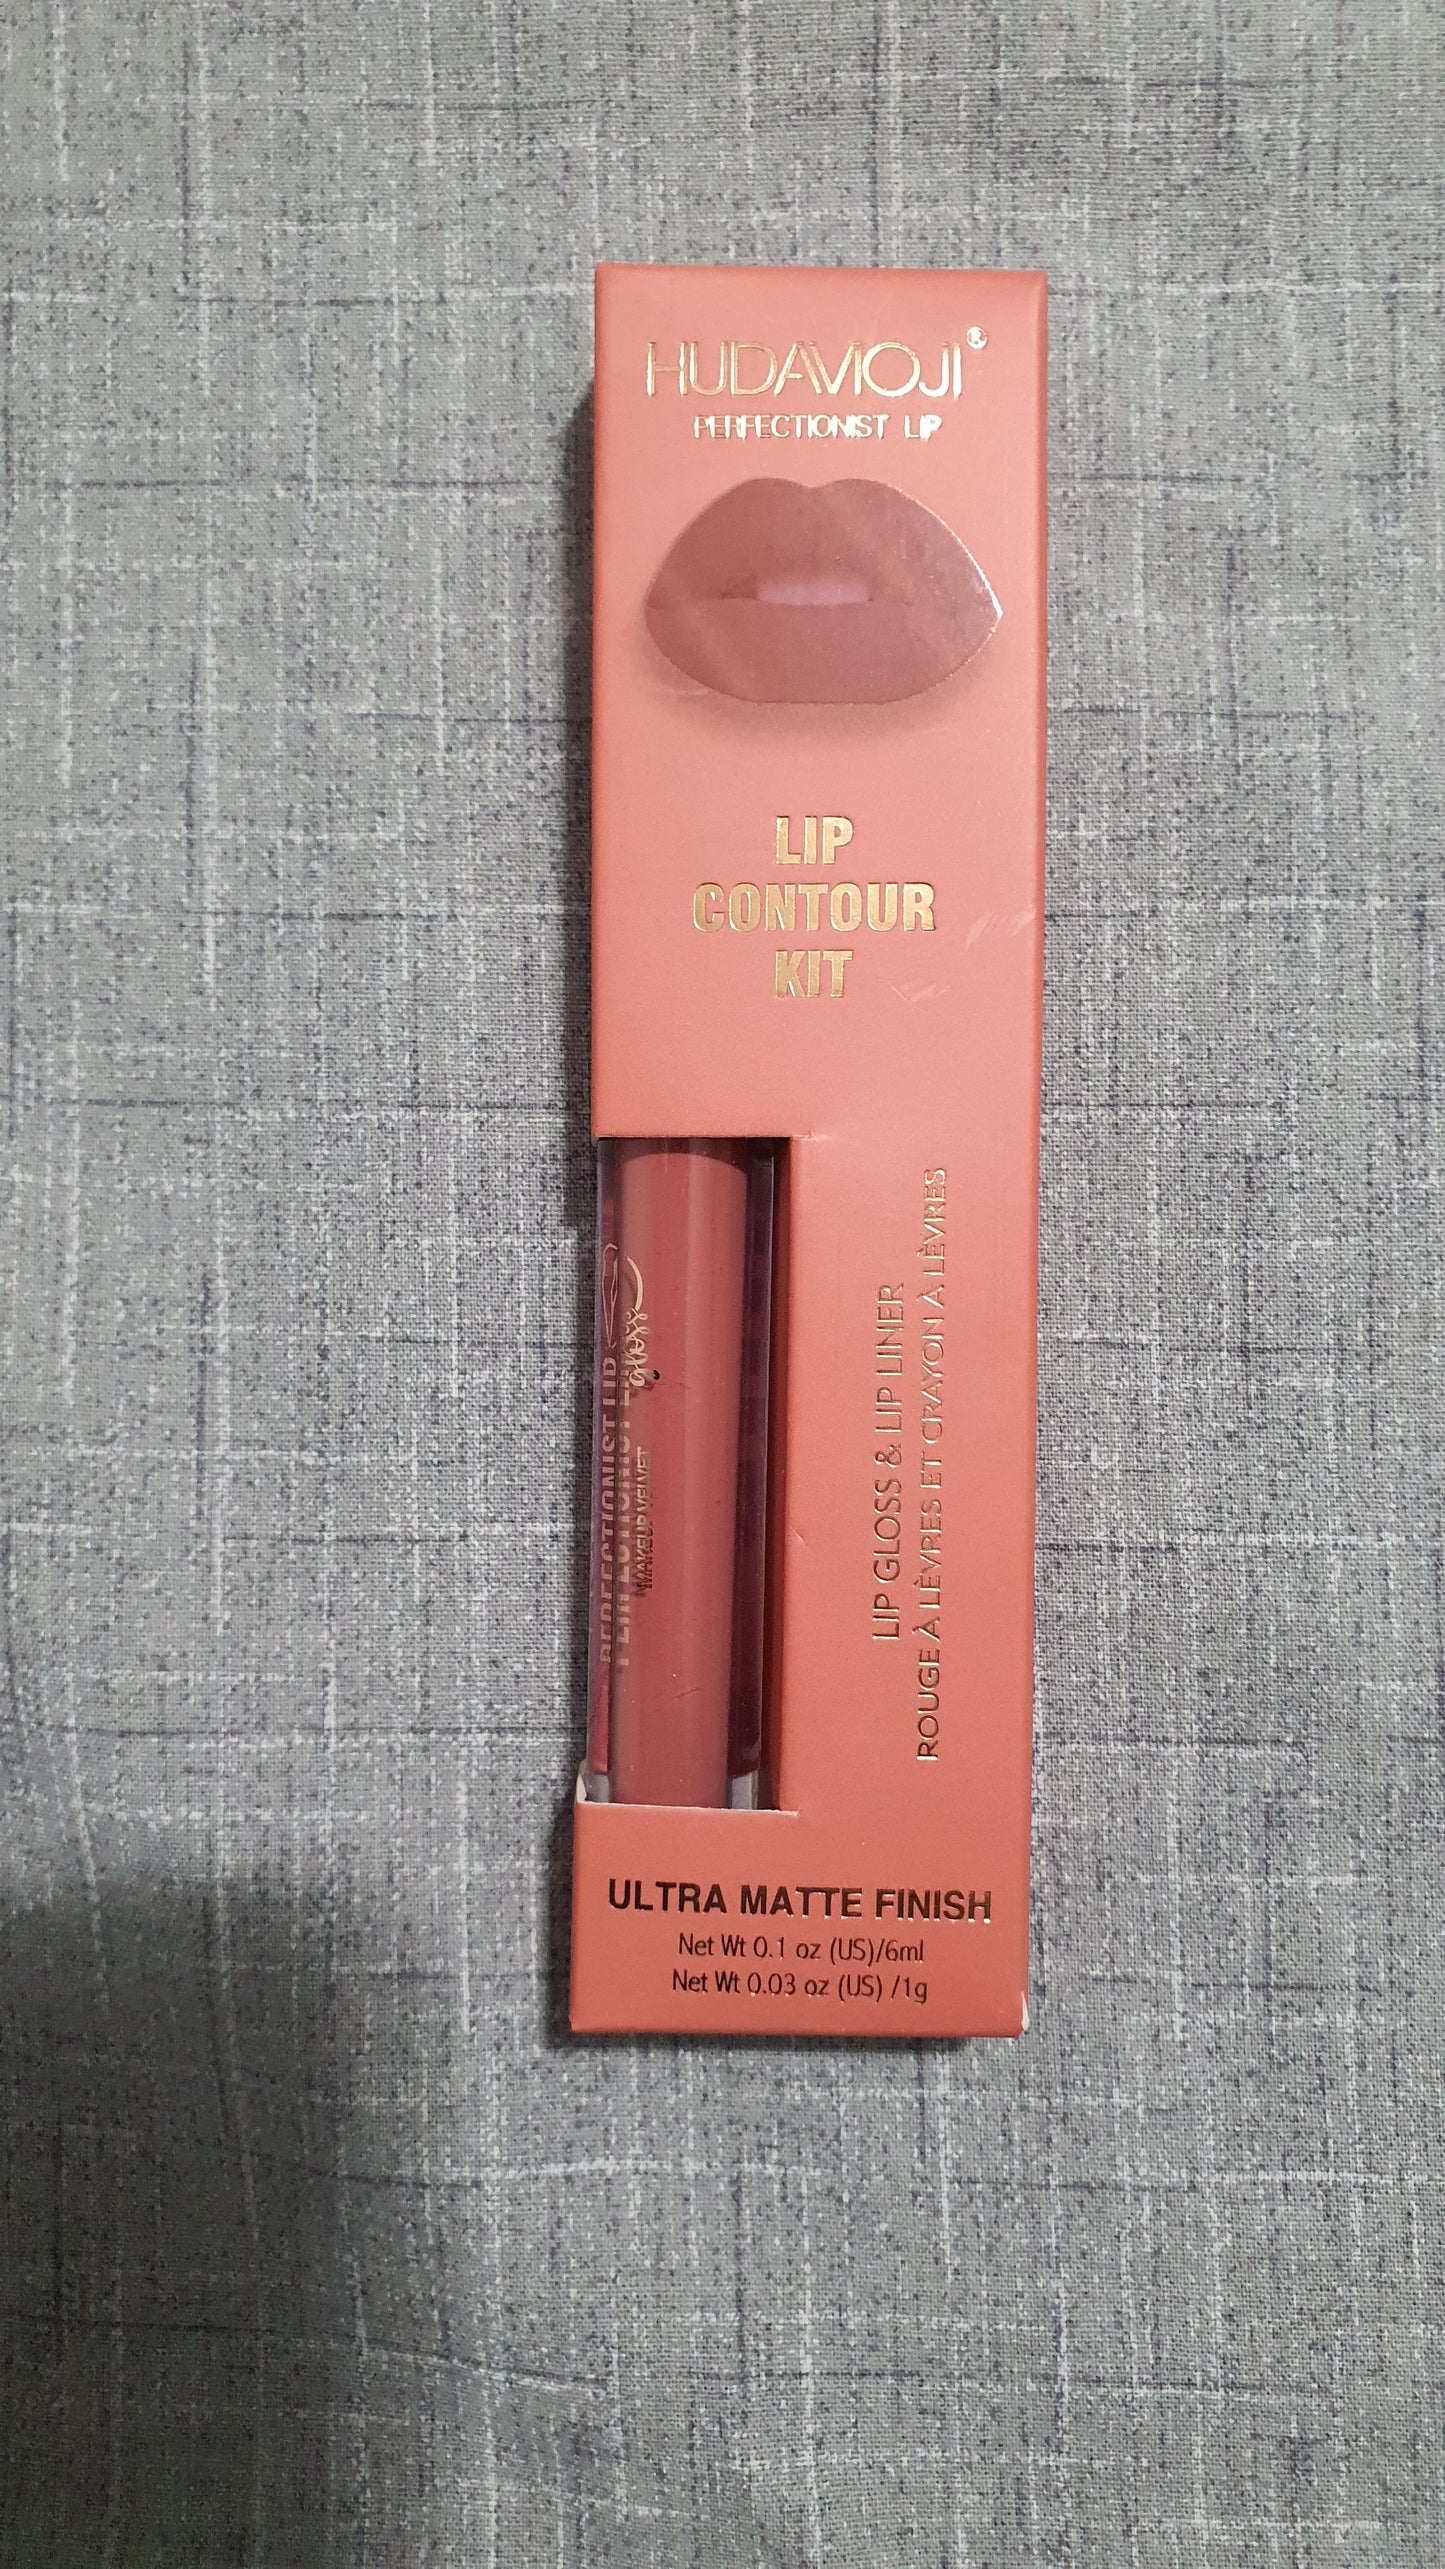 HUDAMOJI®
PERFECTIONIST LIP
LIP
CONTOUR
KIT
LIP GLOSS & LIP LINER
ROUGE À LÈVRES ET CRAYON À LÈVRES
PERFECTIONIST LIP
gloss
MAKEUP VELVET
ULTRA MATTE FINISH
Net Wt 0.1 oz (US)/6ml
Net Wt 0.03 oz (US) /1g